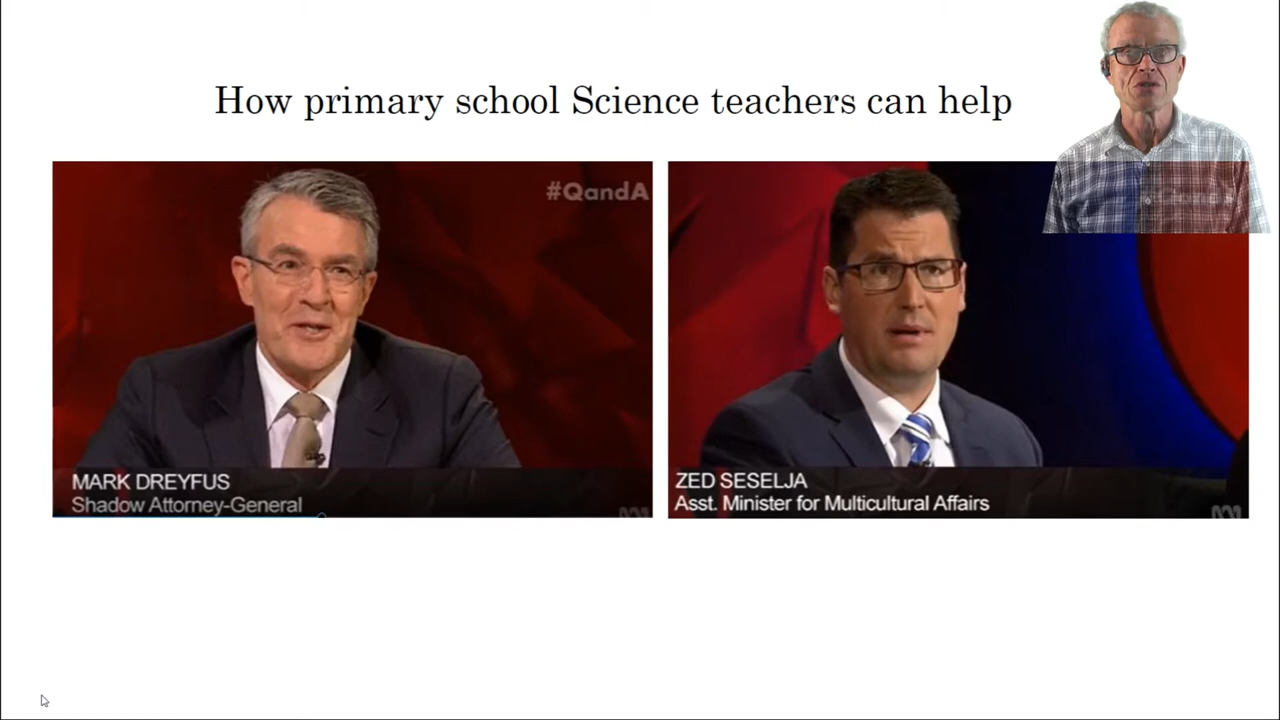 How primary school Science teachers can help
#QandA
MARK DREYFUS
Shadow Attorney-General
ZED SESELJA
Asst. Minister for Multicultural Affairs